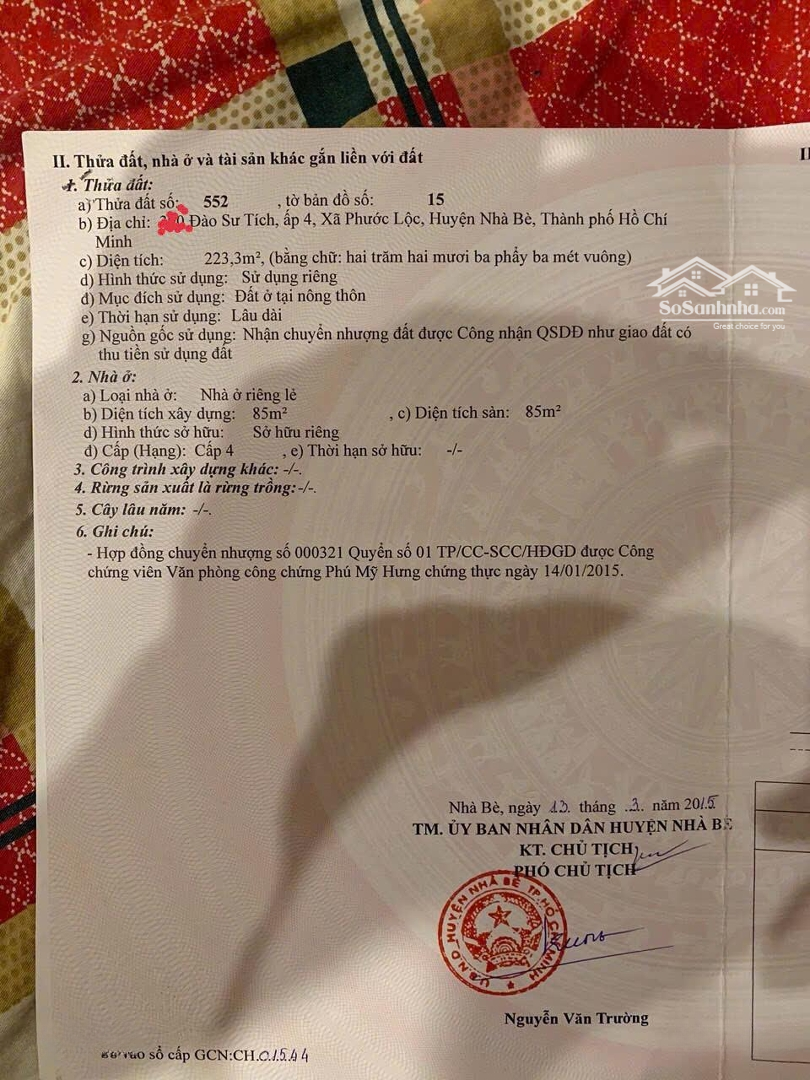 II. Thửa đất, nhà ở và tài sản khác gắn liền với đất
1. Thửa đất:
a) Thửa đất số: 552 , tờ bản đồ số: 15
b) Địa chỉ: Đào Sư Tích, ấp 4, Xã Phước Lộc, Huyện Nhà Bè, Thành phố Hồ Chí
Minh
c) Diện tích: 223,3m², (bằng chữ: hai trăm hai mươi ba phẩy ba mét vuông)
d) Hình thức sử dụng: Sử dụng riêng
đ) Mục đích sử dụng: Đất ở tại nông thôn
e) Thời hạn sử dụng: Lâu dài
g) Nguồn gốc sử dụng: Nhận chuyển nhượng đất được Công nhận QSDĐ như giao đất có
thu tiền sử dụng đất
2. Nhà ở:
a) Loại nhà ở: Nhà ở riêng lẻ
b) Diện tích xây dựng: 85m² , c) Diện tích sàn: 85m²
d) Hình thức sở hữu: Sở hữu riêng
đ) Cấp (Hạng): Cấp 4 , e) Thời hạn sở hữu: -/-
3. Công trình xây dựng khác: -/-.
4. Rừng sản xuất là rừng trồng:-/-.
5. Cây lâu năm: -/-.
6. Ghi chú:
- Hợp đồng chuyển nhượng số 000321 Quyển số 01 TP/CC-SCC/HĐGD được Công
chứng viên Văn phòng công chứng Phú Mỹ Hưng chứng thực ngày 14/01/2015.
SoSanhnha.com
Great choice for you
Nhà Bè, ngày 13 tháng 3 năm 2015
TM. ỦY BAN NHÂN DÂN HUYỆN NHÀ BÈ
KT. CHỦ TỊCH
PHÓ CHỦ TỊCH
U.B.N.D HUYỆN NHÀ BÈ TP. HỒ CHÍ MINH
Nguyễn Văn Trường
sổ cấp GCN:CH.01544